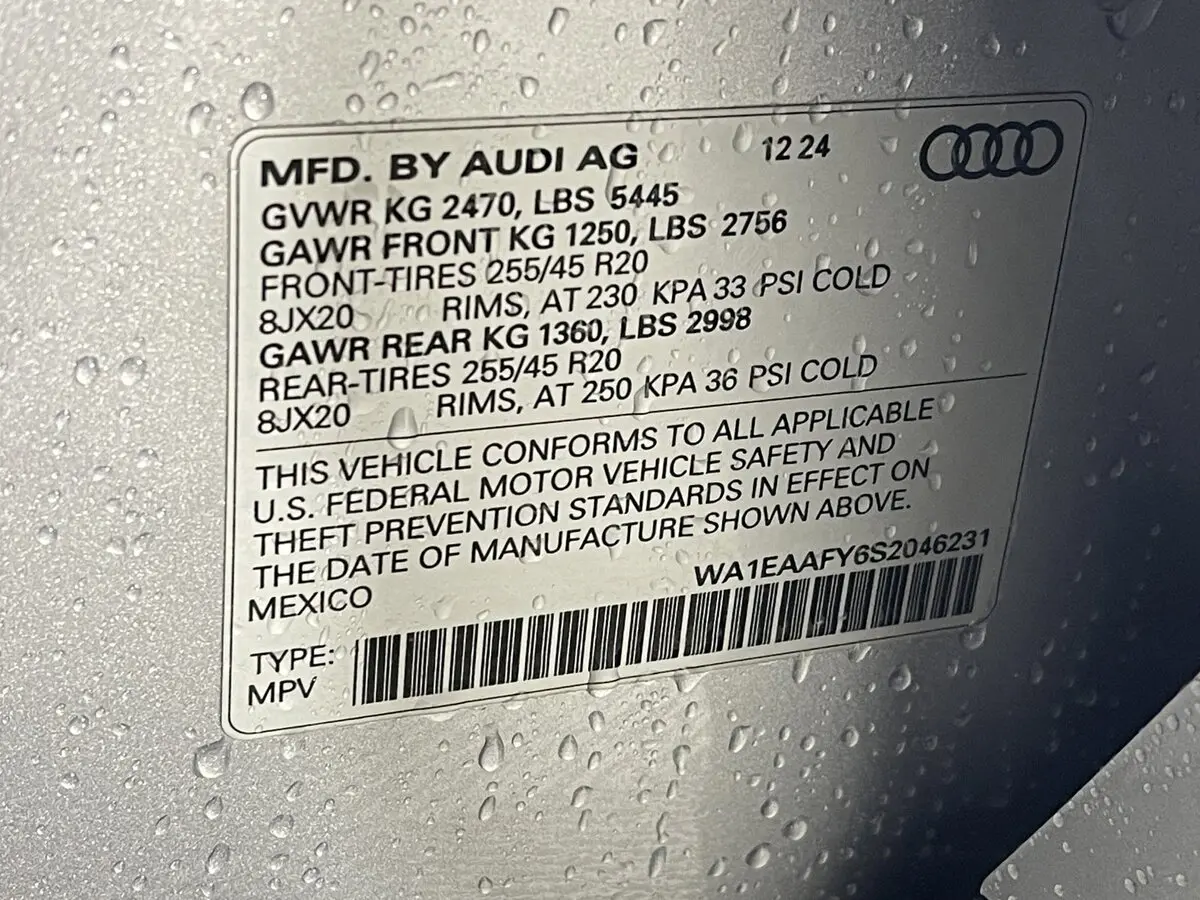 MFD. BY AUDI AG 12 24
GVWR KG 2470, LBS 5445
GAWR FRONT KG 1250, LBS 2756
FRONT-TIRES 255/45 R20
8JX20 RIMS, AT 230 KPA 33 PSI COLD
GAWR REAR KG 1360, LBS 2998
REAR-TIRES 255/45 R20
8JX20 RIMS, AT 250 KPA 36 PSI COLD
THIS VEHICLE CONFORMS TO ALL APPLICABLE
U.S. FEDERAL MOTOR VEHICLE SAFETY AND
THEFT PREVENTION STANDARDS IN EFFECT ON
THE DATE OF MANUFACTURE SHOWN ABOVE.
MEXICO WA1EAAFY6S2046231
TYPE:
MPV